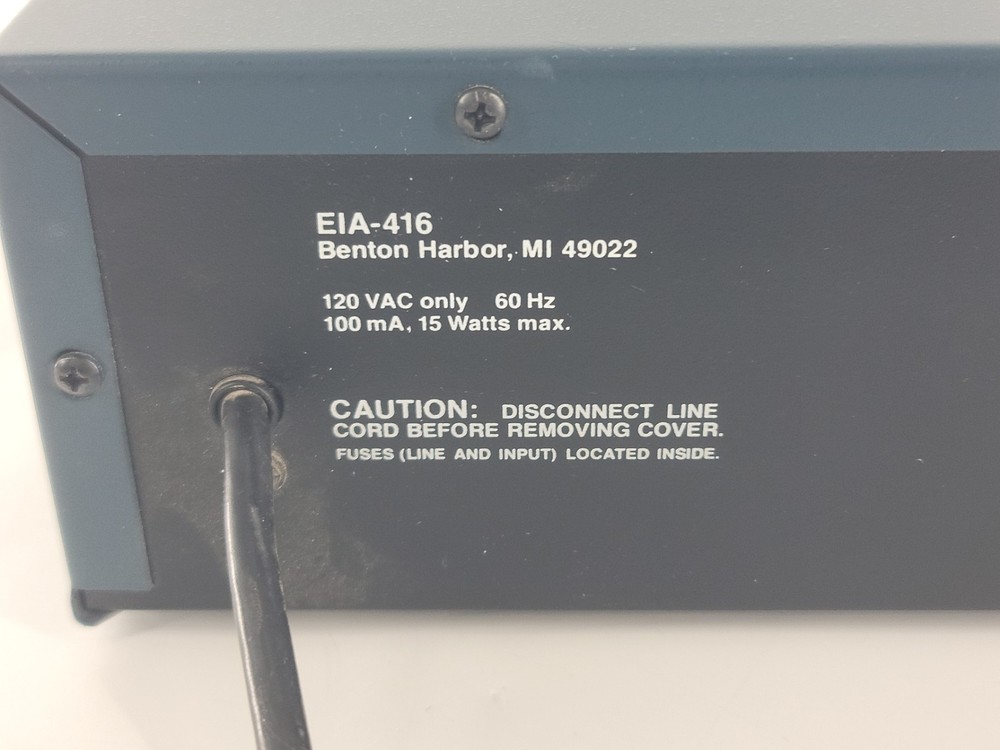 EIA-416
Benton Harbor, MI 49022
120 VAC only 60 Hz
100 mA, 15 Watts max.
CAUTION: DISCONNECT LINE
CORD BEFORE REMOVING COVER.
FUSES (LINE AND INPUT) LOCATED INSIDE.